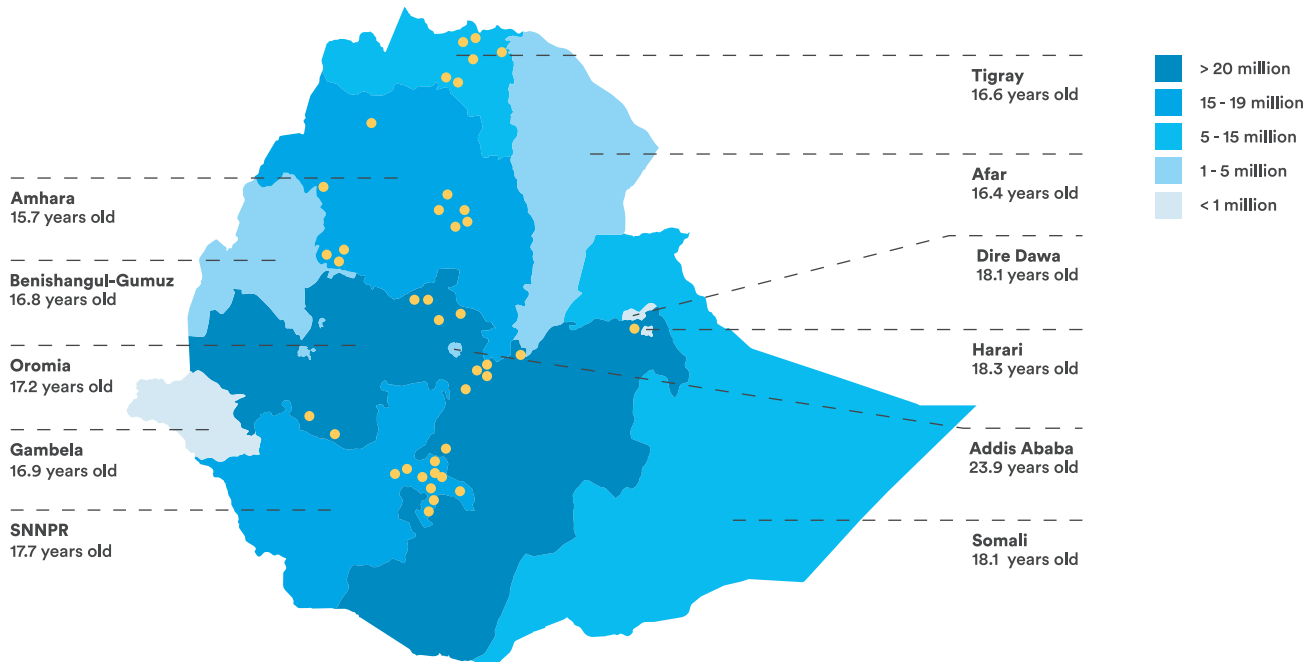 Amhara
15.7 years old
Benishangul-Gumuz
16.8 years old
Oromia
17.2 years old
Gambela
16.9 years old
SNNPR
17.7 years old
Tigray
16.6 years old
Afar
16.4 years old
Dire Dawa
18.1 years old
Harari
18.3 years old
Addis Ababa
23.9 years old
Somali
18.1 years old
> 20 million
15 - 19 million
5 - 15 million
1 - 5 million
< 1 million